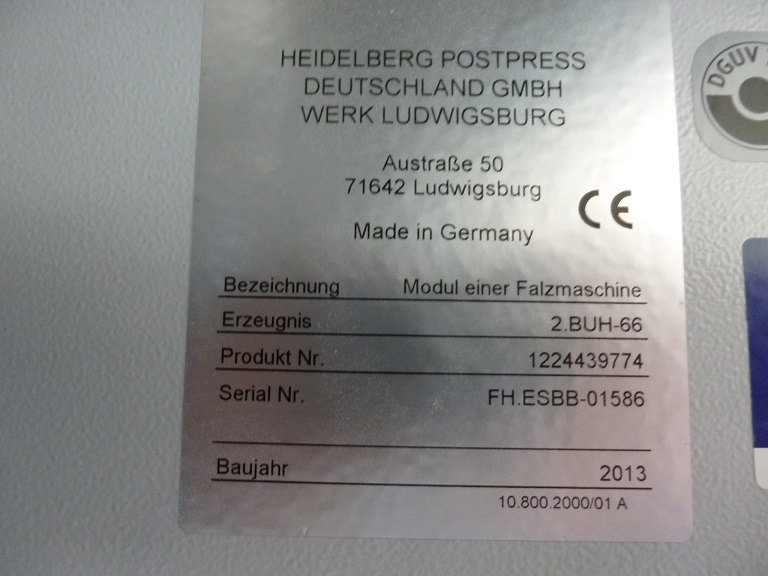 HEIDELBERG POSTPRESS
DEUTSCHLAND GMBH
WERK LUDWIGSBURG
Austraße 50
71642 Ludwigsburg
CE
Made in Germany
Bezeichnung Modul einer Falzmaschine
Erzeugnis 2.BUH-66
Produkt Nr. 1224439774
Serial Nr. FH.ESBB-01586
Baujahr 2013
10.800.2000/01 A
DGUV